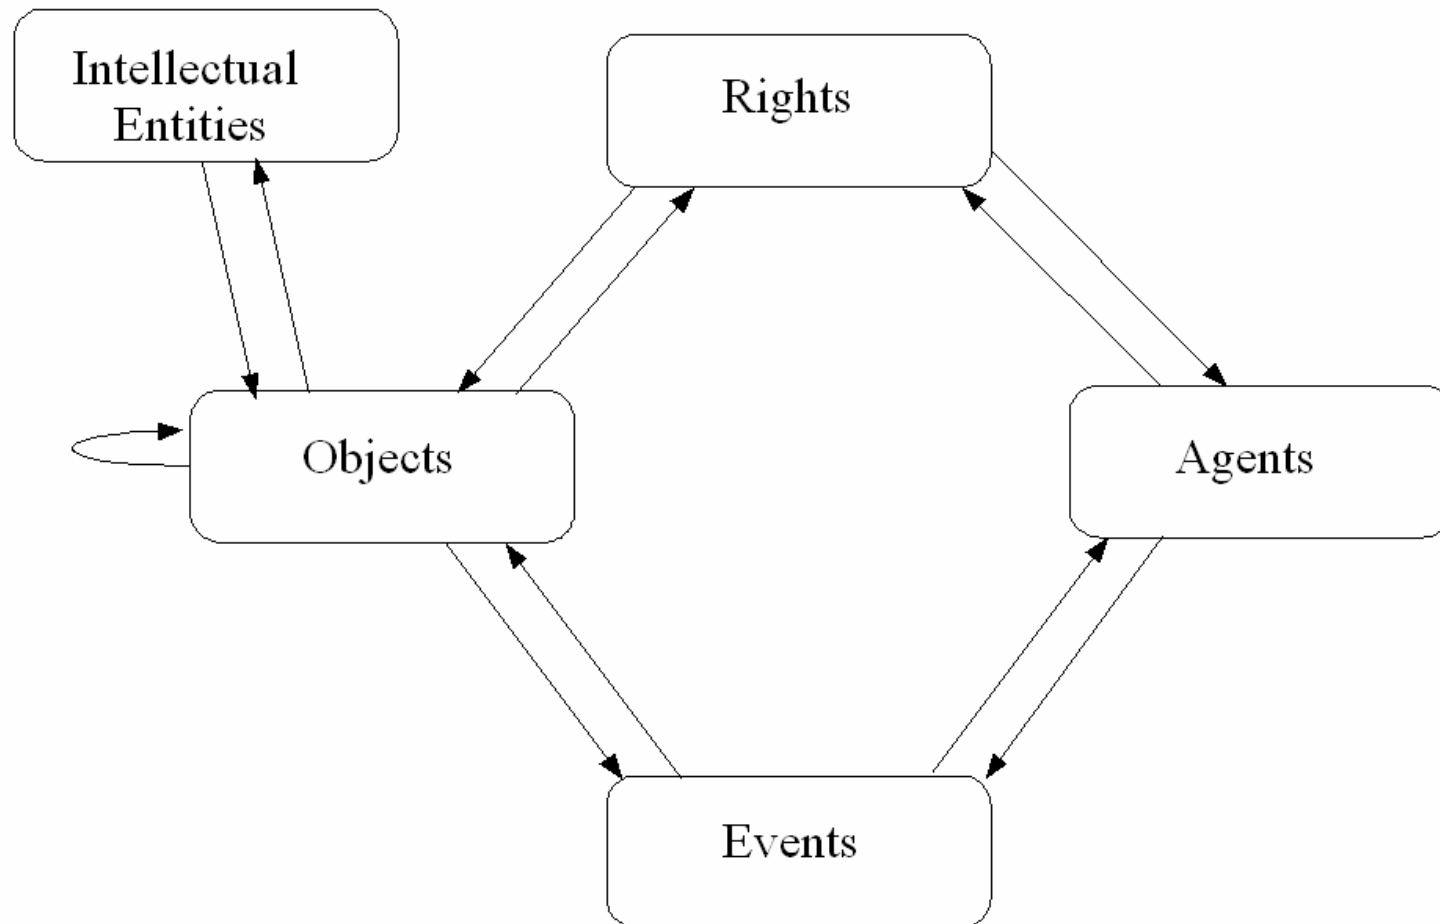 Intellectual
Entities
Rights
Objects
Agents
Events